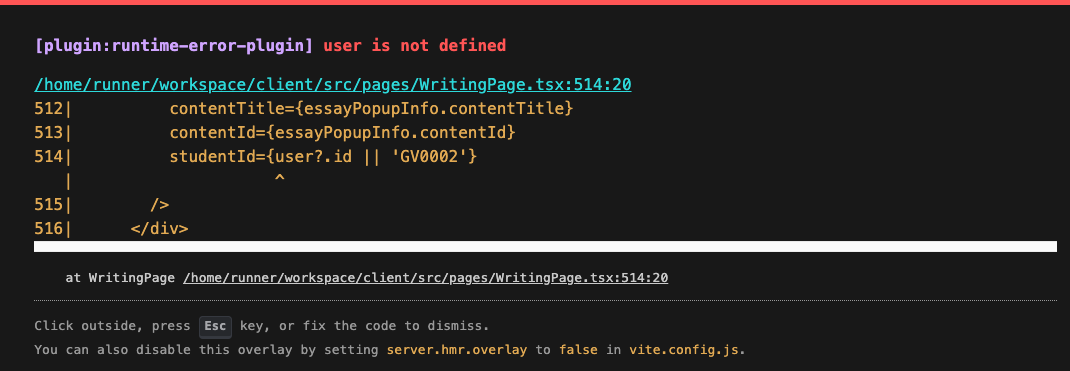 [plugin:runtime-error-plugin] user is not defined
/home/runner/workspace/client/src/pages/WritingPage.tsx:514:20
512|          contentTitle={essayPopupInfo.contentTitle}
513|          contentId={essayPopupInfo.contentId}
514|          studentId={user?.id || 'GV0002'}
   |                     ^
515|        />
516|      </div>
at WritingPage /home/runner/workspace/client/src/pages/WritingPage.tsx:514:20
Click outside, press Esc key, or fix the code to dismiss.
You can also disable this overlay by setting server.hmr.overlay to false in vite.config.js.